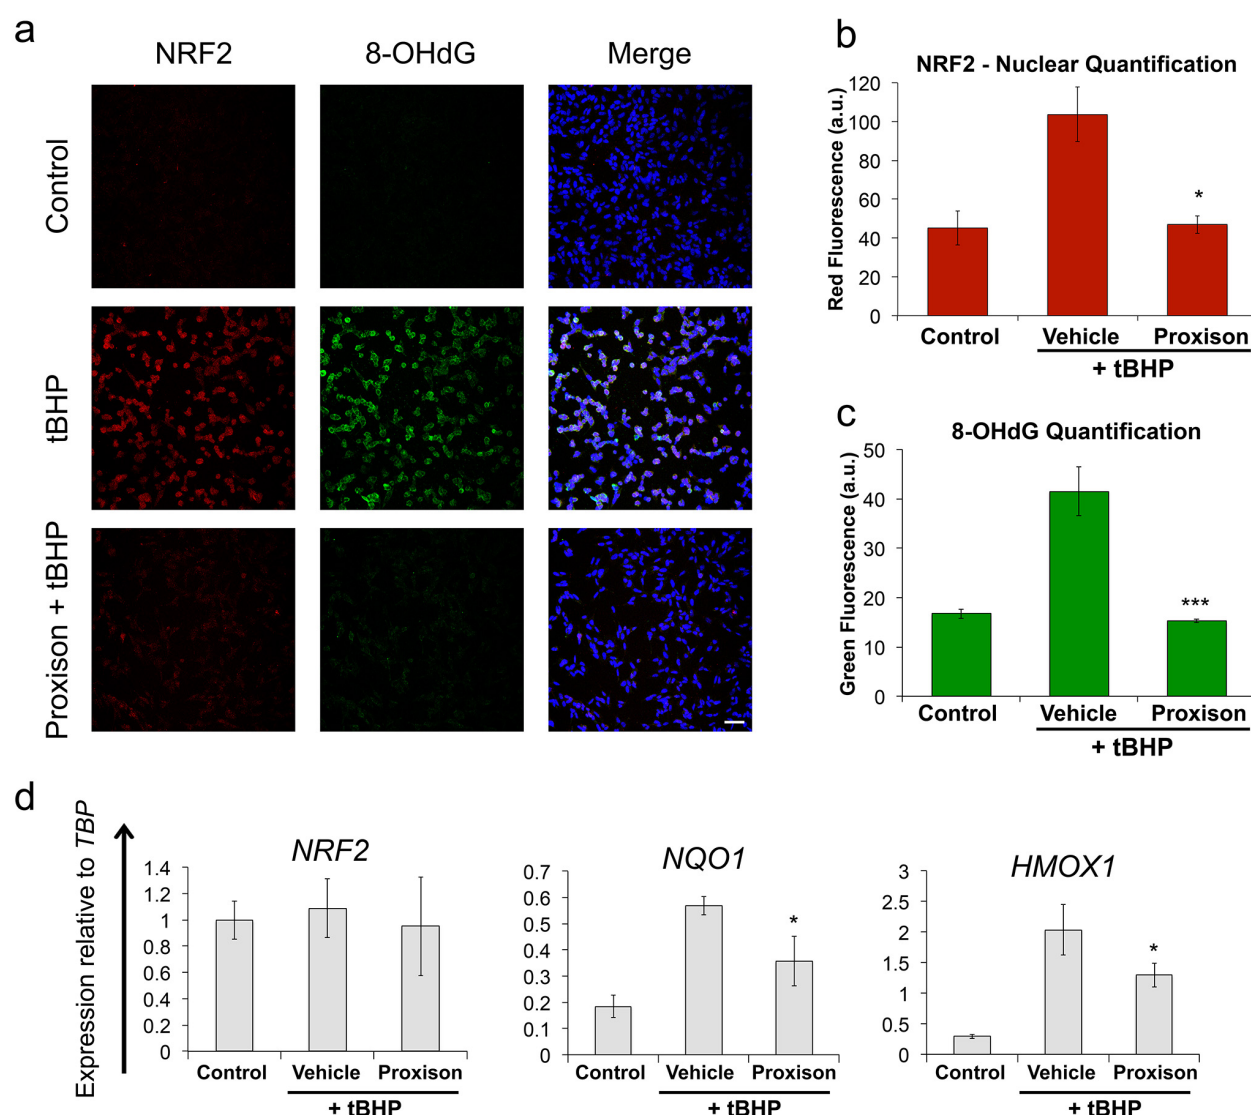 a
NRF2 8-OHdG Merge
Control
tBHP
Proxison + tBHP
b
NRF2 - Nuclear Quantification
Red Fluorescence (a.u.)
140
120
100
80
60
40
20
0
*
Control Vehicle Proxison
+ tBHP
c
8-OHdG Quantification
Green Fluorescence (a.u.)
50
40
30
20
10
0
***
Control Vehicle Proxison
+ tBHP
d
Expression relative to TBP
NRF2
1.4
1.2
1
0.8
0.6
0.4
0.2
0
Control Vehicle Proxison
+ tBHP
NQO1
0.7
0.6
0.5
0.4
0.3
0.2
0.1
0
*
Control Vehicle Proxison
+ tBHP
HMOX1
3
2.5
2
1.5
1
0.5
0
*
Control Vehicle Proxison
+ tBHP